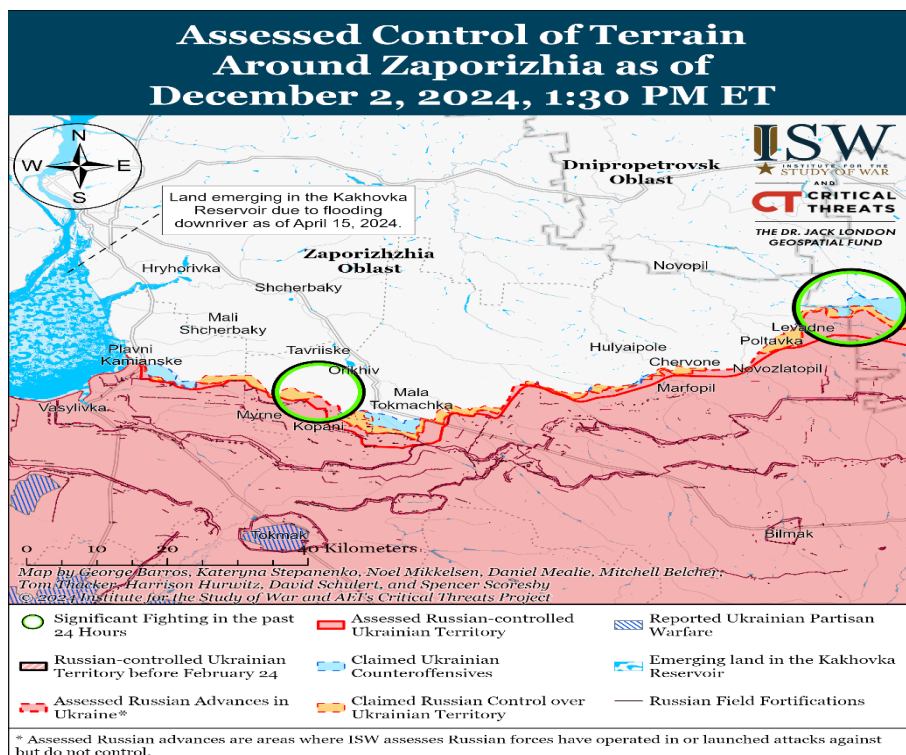 Assessed Control of Terrain
Around Zaporizhia as of
December 2, 2024, 1:30 PM ET
N
W E
S
ISW
INSTITUTE FOR THE
STUDY OF WAR
AND
CT CRITICAL
THREATS
THE DR. JACK LONDON
GEOSPATIAL FUND
Dnipropetrovsk
Oblast
Land emerging in the Kakhovka
Reservoir due to flooding
downriver as of April 15, 2024.
Zaporizhzhia
Oblast
Hryhorivka
Novopil
Shcherbaky
Mali
Shcherbaky
Levadne
Plavni
Poltavka
Kamianske
Tavriiske
Hulyaipole
Orikhiv
Chervone
Novozlatopil
Mala
Tokmachka
Marfopil
Vasylivka
Myrne
Kopani
Tokmak
Bilmak
0 10 20 40 Kilometers
Map by George Barros, Kateryna Stepanenko, Noel Mikkelsen, Daniel Mealie, Mitchell Belcher,
Tom Thacker, Harrison Hurwitz, David Schulert, and Spencer Scoresby
© 2024 Institute for the Study of War and AEI's Critical Threats Project
Significant Fighting in the past
24 Hours
Assessed Russian-controlled
Ukrainian Territory
Reported Ukrainian Partisan
Warfare
Russian-controlled Ukrainian
Territory before February 24
Claimed Ukrainian
Counteroffensives
Emerging land in the Kakhovka
Reservoir
Assessed Russian Advances in
Ukraine*
Claimed Russian Control over
Ukrainian Territory
Russian Field Fortifications
* Assessed Russian advances are areas where ISW assesses Russian forces have operated in or launched attacks against
but do not control.